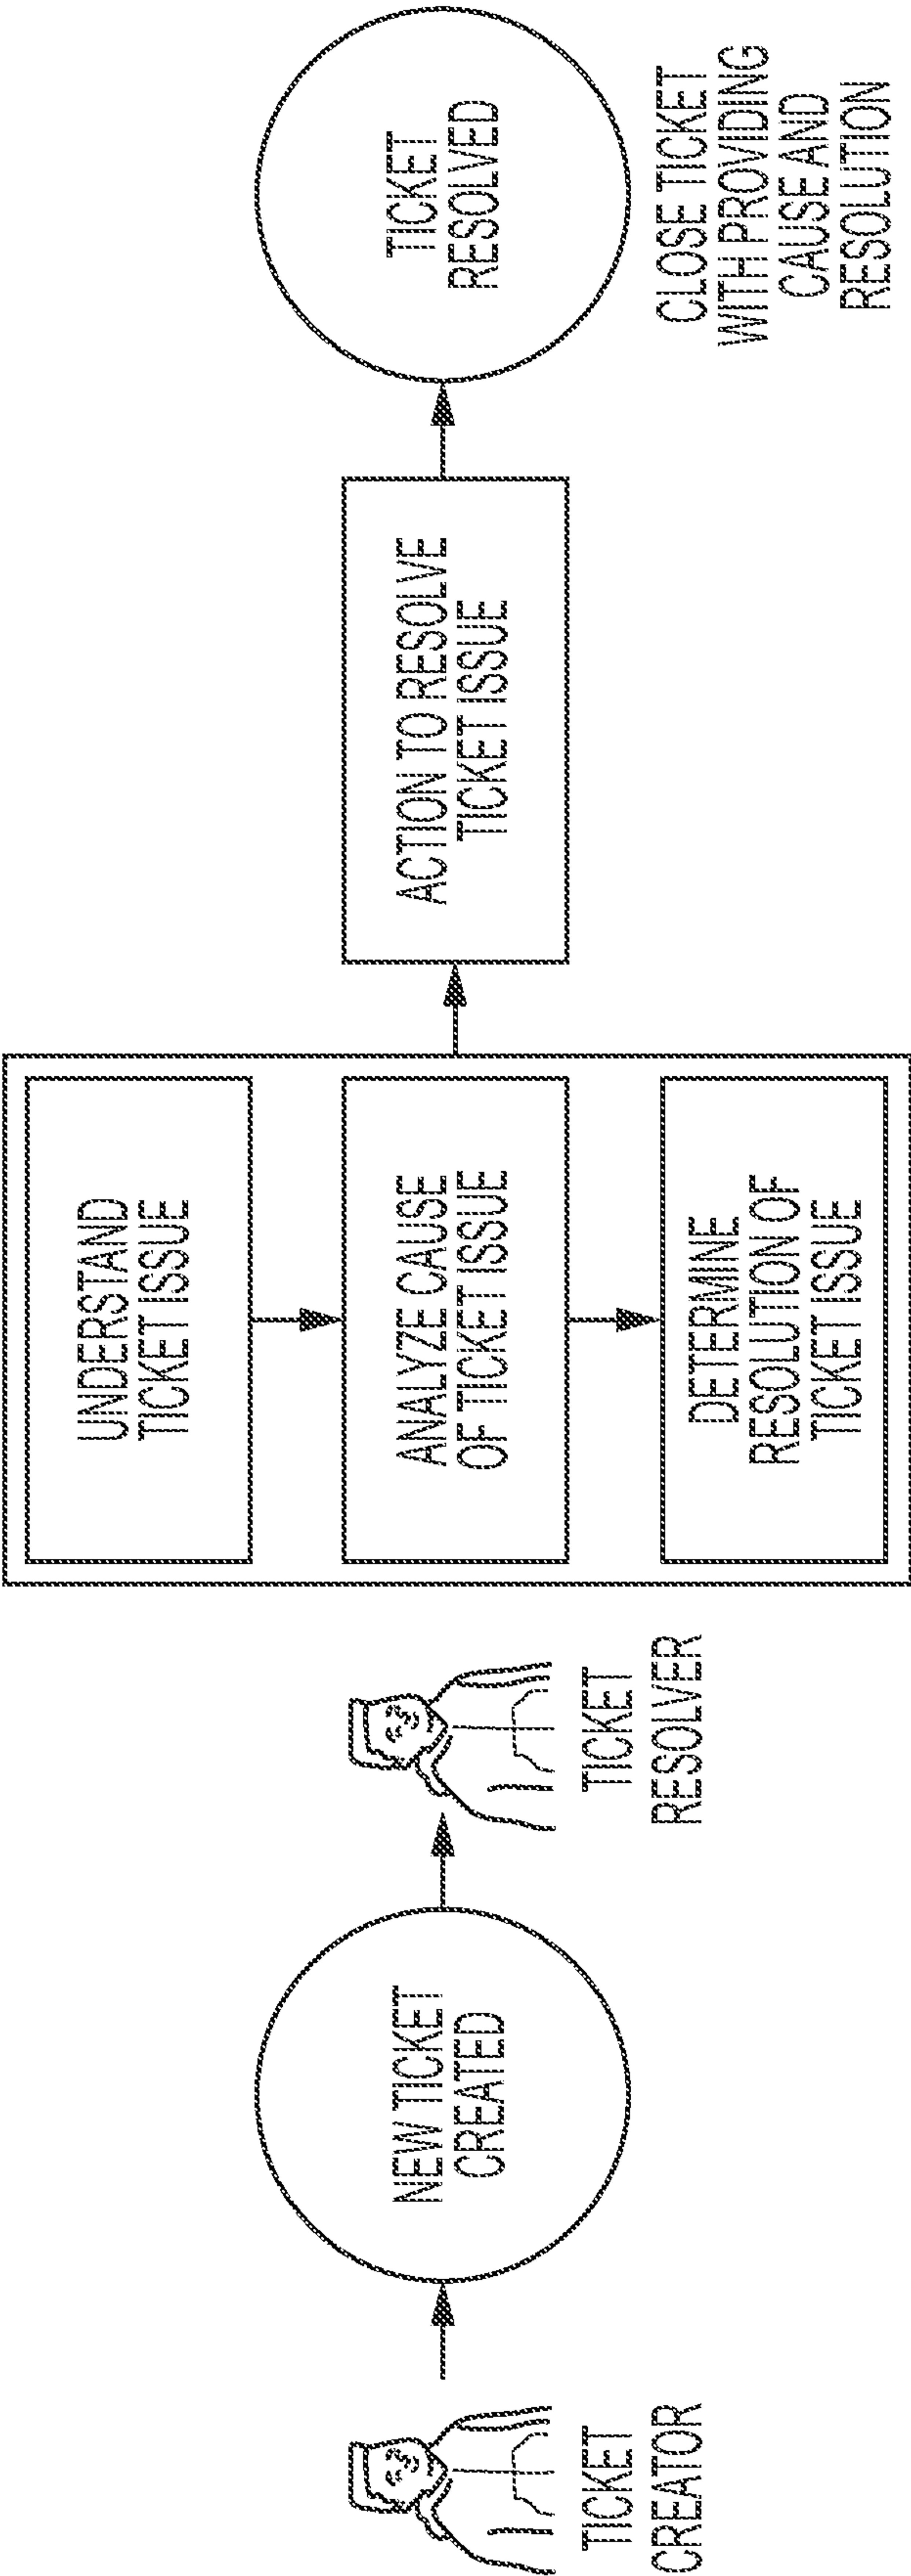 TICKET
CREATOR
NEW TICKET
CREATED
TICKET
RESOLVER
UNDERSTAND
TICKET ISSUE
ANALYZE CAUSE
OF TICKET ISSUE
DETERMINE
RESOLUTION OF
TICKET ISSUE
ACTION TO RESOLVE
TICKET ISSUE
TICKET
RESOLVED
CLOSE TICKET
WITH PROVIDING
CAUSE AND
RESOLUTION